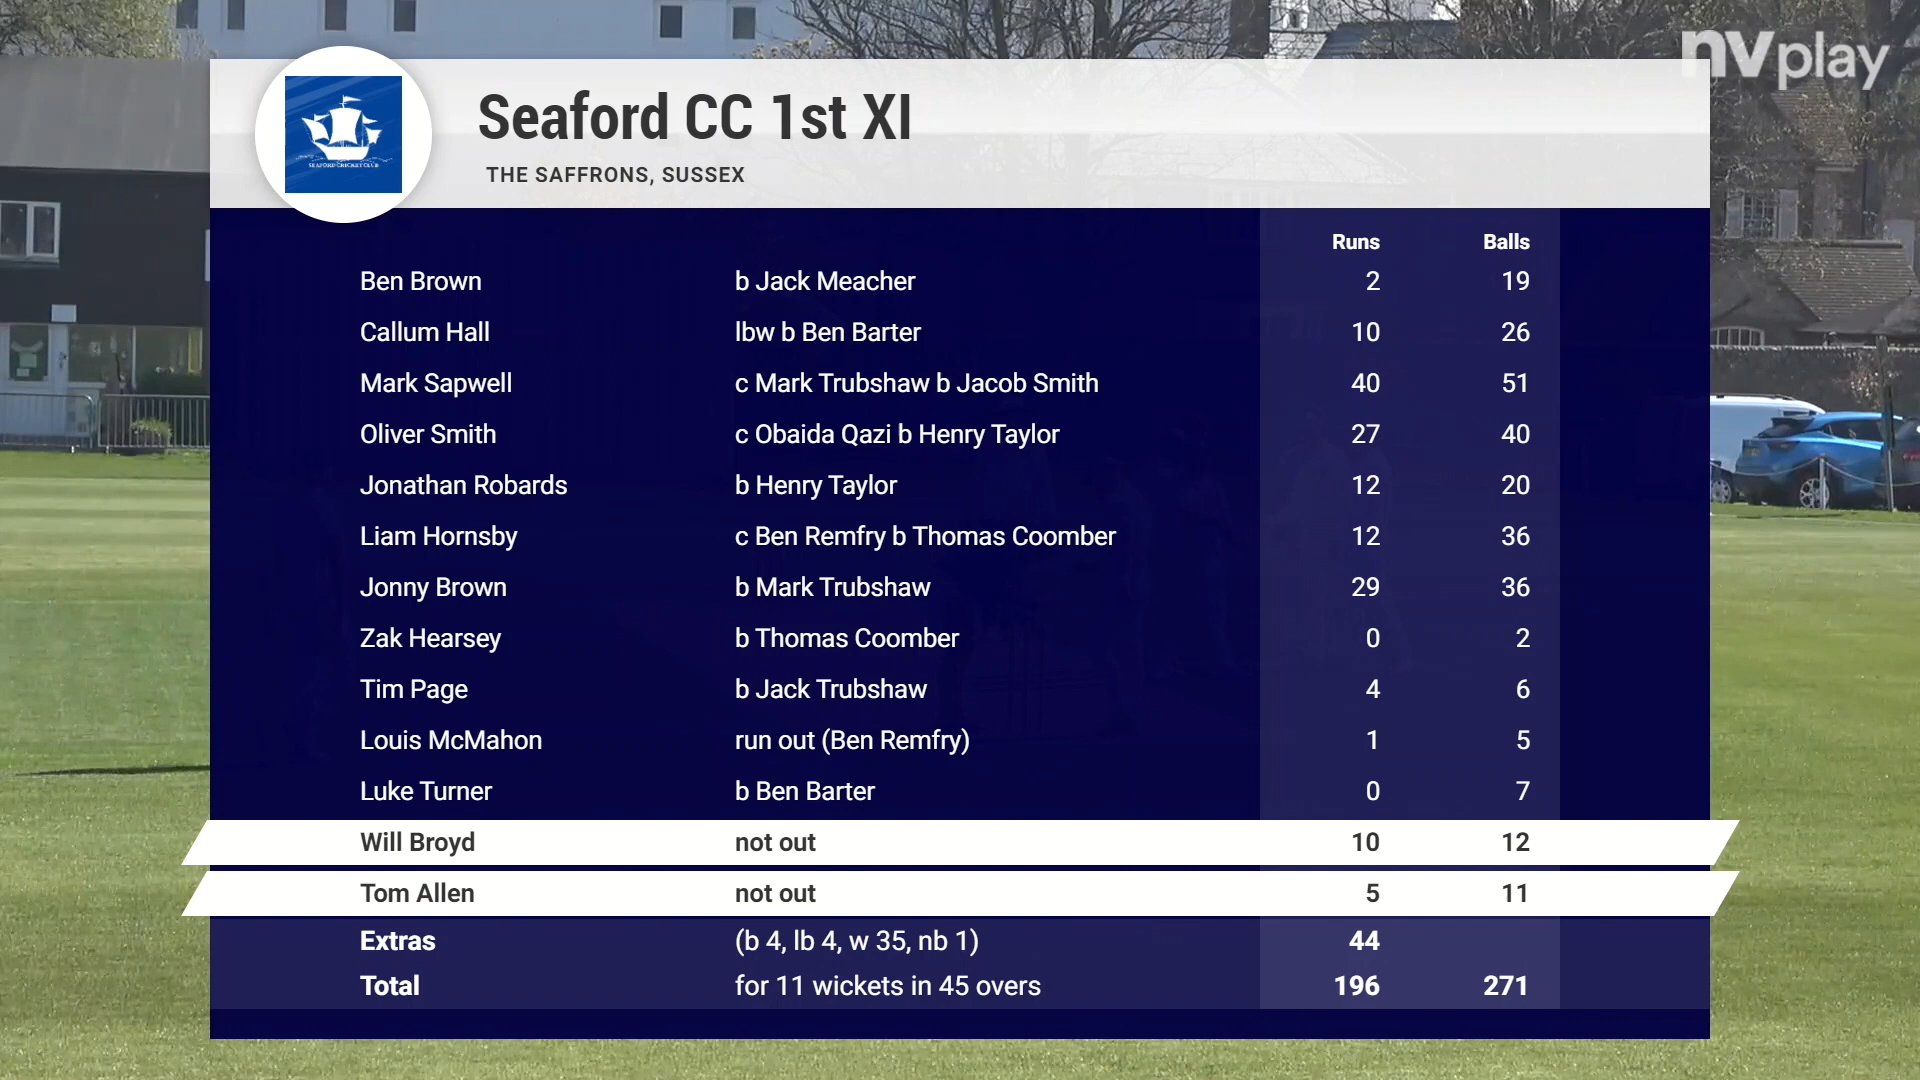 nvplay
Seaford CC 1st XI
THE SAFFRONS, SUSSEX
SEAFORD CRICKET CLUB
Runs Balls
Ben Brown b Jack Meacher 2 19
Callum Hall lbw b Ben Barter 10 26
Mark Sapwell c Mark Trubshaw b Jacob Smith 40 51
Oliver Smith c Obaida Qazi b Henry Taylor 27 40
Jonathan Robards b Henry Taylor 12 20
Liam Hornsby c Ben Remfry b Thomas Coomber 12 36
Jonny Brown b Mark Trubshaw 29 36
Zak Hearsey b Thomas Coomber 0 2
Tim Page b Jack Trubshaw 4 6
Louis McMahon run out (Ben Remfry) 1 5
Luke Turner b Ben Barter 0 7
Will Broyd not out 10 12
Tom Allen not out 5 11
Extras (b 4, lb 4, w 35, nb 1) 44
Total for 11 wickets in 45 overs 196 271